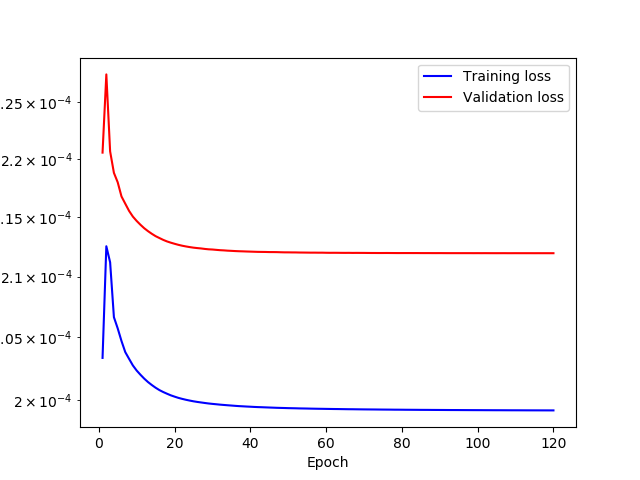 Training loss
Validation loss
.25 × 10⁻⁴
2.2 × 10⁻⁴
.15 × 10⁻⁴
2.1 × 10⁻⁴
.05 × 10⁻⁴
2 × 10⁻⁴
0 20 40 60 80 100 120
Epoch